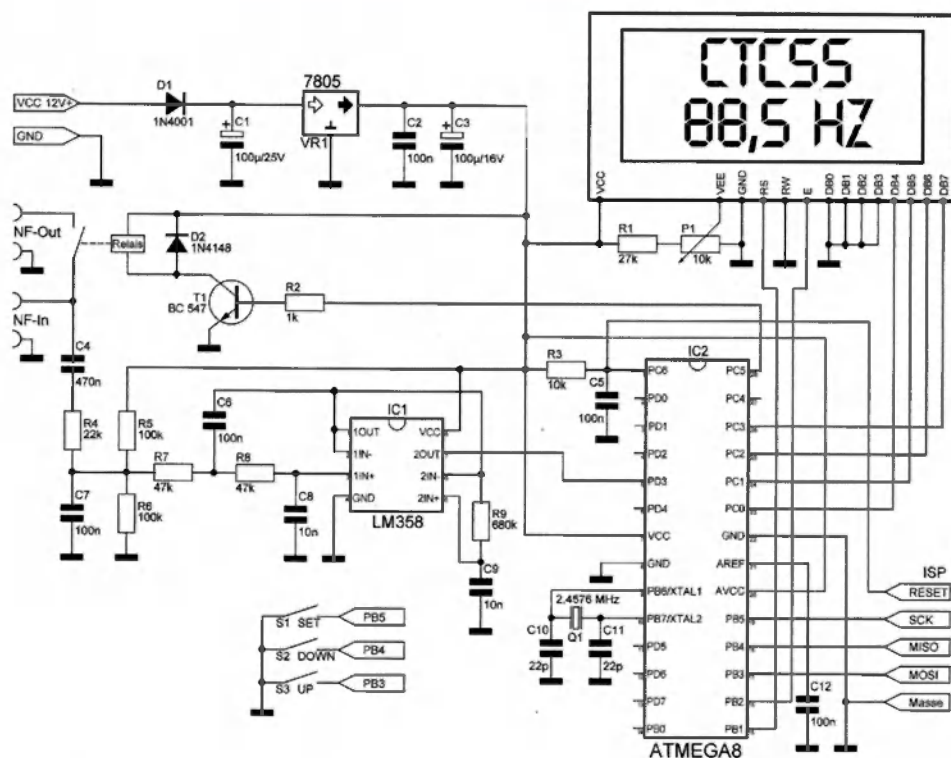 CTCSS
88,5 HZ
VCC
VEE
GND
RS
RW
E
DB0
DB1
DB2
DB3
DB4
DB5
DB6
DB7
VCC 12V+
GND
D1
1N4001
C1
100µ/25V
7805
VR1
C2
100n
C3
100µ/16V
NF-Out
NF-In
Relais
D2
1N4148
T1
BC 547
R2
1k
R1
27k
P1
10k
C4
470n
R4
22k
R5
100k
R6
100k
C7
100n
R7
47k
C6
100n
R8
47k
C8
10n
IC1
1OUT
1IN-
1IN+
GND
VCC
2OUT
2IN-
2IN+
LM358
R9
680k
C9
10n
R3
10k
C5
100n
IC2
PC6
PD0
PD1
PD2
PD3
PD4
VCC
GND
PB6/XTAL1
PB7/XTAL2
PD5
PD6
PD7
PB0
PC5
PC4
PC3
PC2
PC1
PC0
GND
AREF
AVCC
PB5
PB4
PB3
PB2
PB1
ATMEGA8
2,4576 MHz
Q1
C10
22p
C11
22p
C12
100n
ISP
RESET
SCK
MISO
MOSI
Masse
S1 SET PB5
S2 DOWN PB4
S3 UP PB3